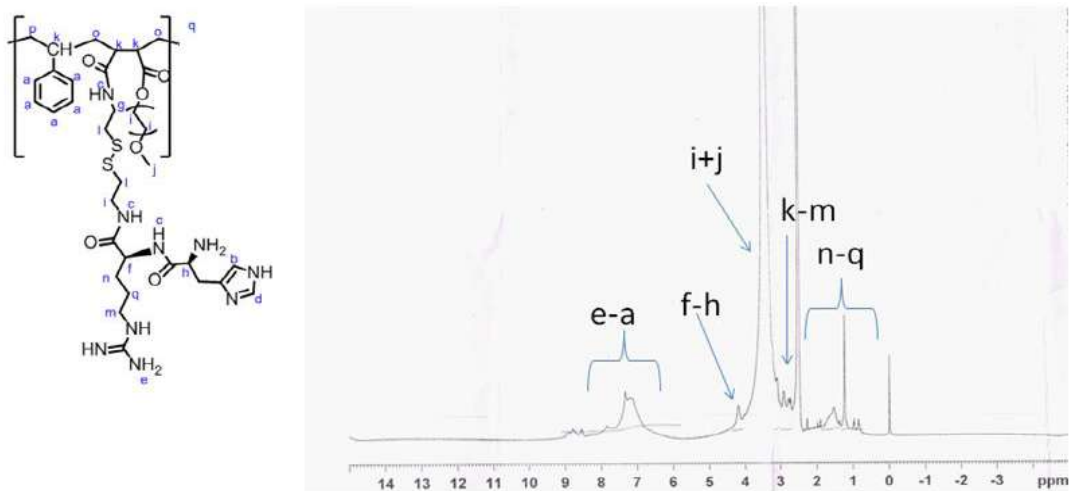 p
CH
k
o
k
k
o
q
O
O
a
a
a
a
a
c
HN
g
O
i
j
l
O
S
j
S
l
i
c
NH
c
O
NH
NH2
O
f
h
b
NH
n
q
N
d
m
NH
HN
NH2
e
i+j
k-m
n-q
f-h
e-a
14 13 12 11 10 9 8 7 6 5 4 3 2 1 0 -1 -2 -3 ppm